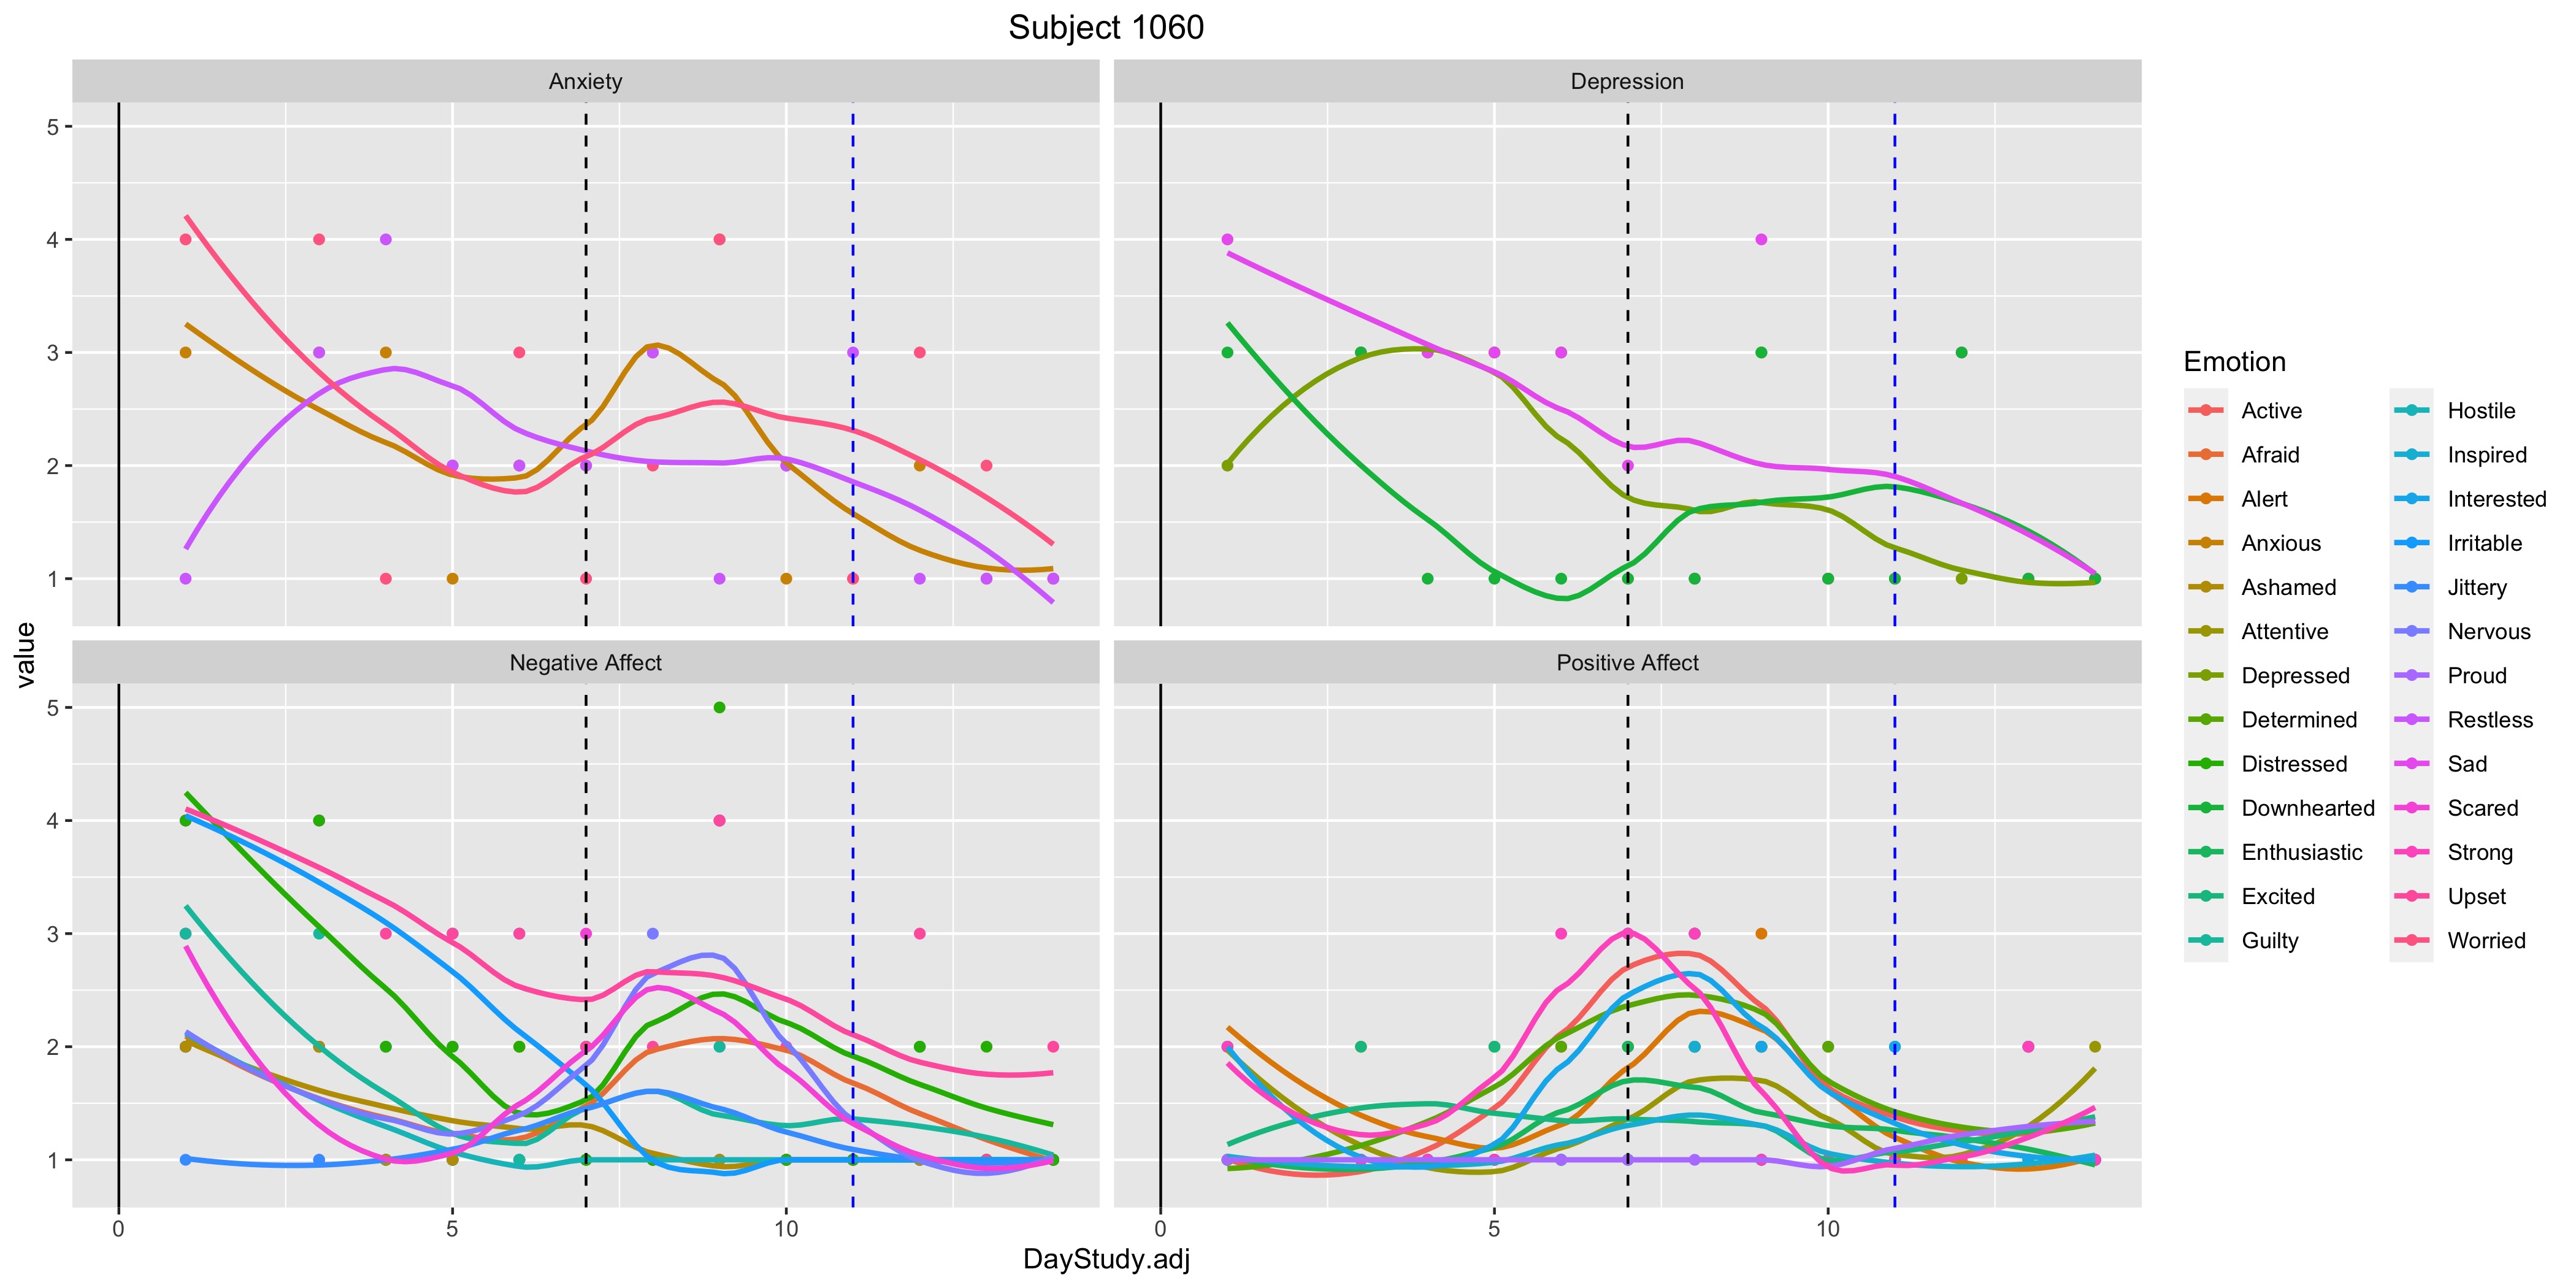 Subject 1060
Anxiety
Depression
5
4
3
2
1
value
Negative Affect
Positive Affect
5
4
3
2
1
0
5
10
0
5
10
DayStudy.adj
Emotion
Active
Afraid
Alert
Anxious
Ashamed
Attentive
Depressed
Determined
Distressed
Downhearted
Enthusiastic
Excited
Guilty
Hostile
Inspired
Interested
Irritable
Jittery
Nervous
Proud
Restless
Sad
Scared
Strong
Upset
Worried